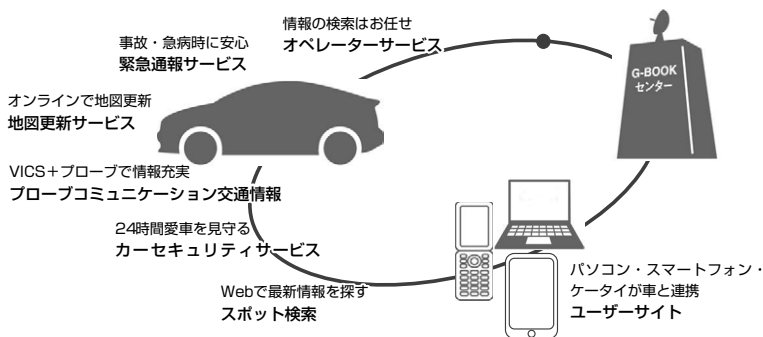 情報の検索はお任せ
オペレーターサービス
事故・急病時に安心
緊急通報サービス
G-BOOK
センター
オンラインで地図更新
地図更新サービス
VICS＋プローブで情報充実
プローブコミュニケーション交通情報
24時間愛車を見守る
カーセキュリティサービス
Webで最新情報を探す
スポット検索
パソコン・スマートフォン・
ケータイが車と連携
ユーザーサイト